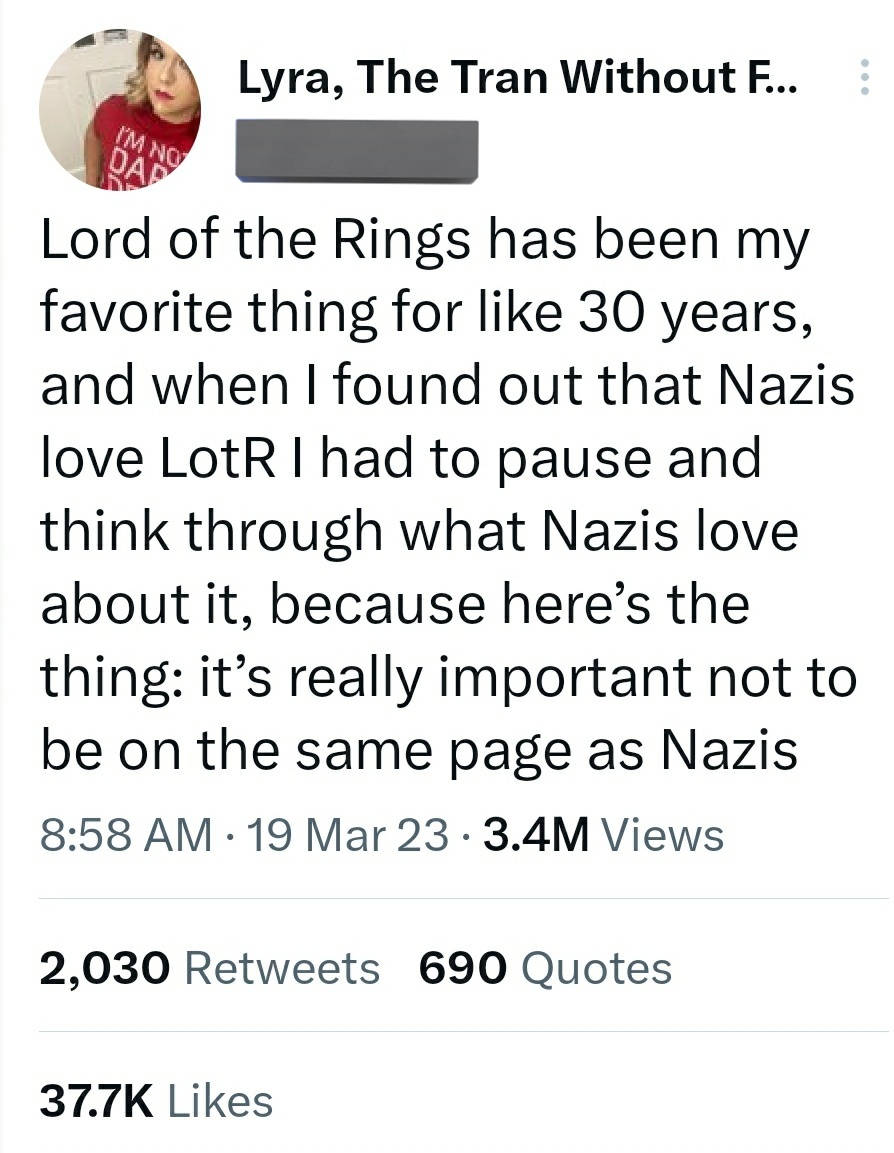 Lyra, The Tran Without F...
I'M NO
DAR
Lord of the Rings has been my
favorite thing for like 30 years,
and when I found out that Nazis
love LotR I had to pause and
think through what Nazis love
about it, because here’s the
thing: it’s really important not to
be on the same page as Nazis
8:58 AM · 19 Mar 23 · 3.4M Views
2,030 Retweets 690 Quotes
37.7K Likes